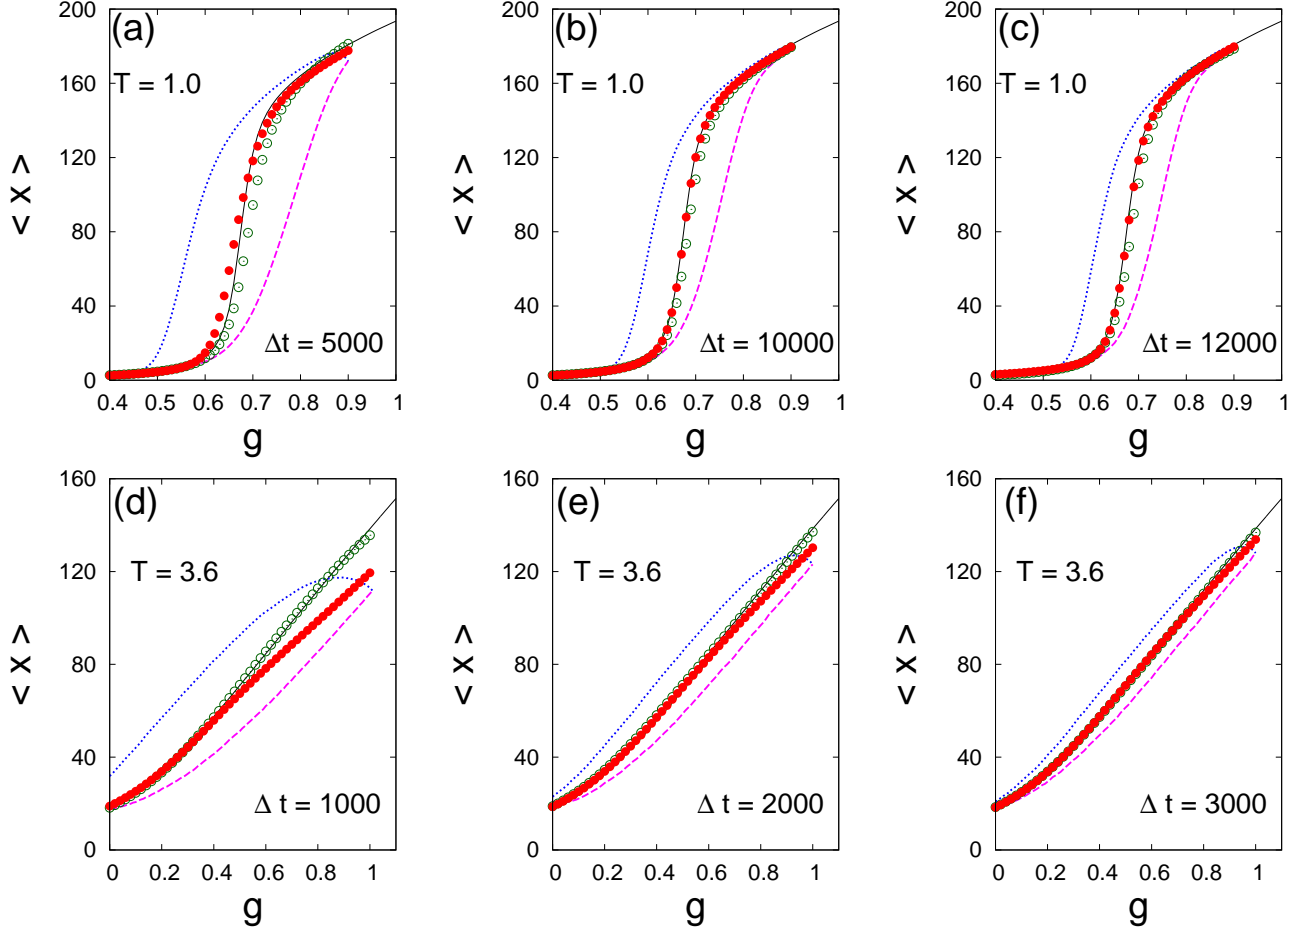 (a)
T = 1.0
Δt = 5000
< x >
200
160
120
80
40
0
0.4 0.5 0.6 0.7 0.8 0.9 1
g
(b)
T = 1.0
Δt = 10000
< x >
200
160
120
80
40
0
0.4 0.5 0.6 0.7 0.8 0.9 1
g
(c)
T = 1.0
Δt = 12000
< x >
200
160
120
80
40
0
0.4 0.5 0.6 0.7 0.8 0.9 1
g
(d)
T = 3.6
Δ t = 1000
< x >
160
120
80
40
0
0 0.2 0.4 0.6 0.8 1
g
(e)
T = 3.6
Δ t = 2000
< x >
160
120
80
40
0
0 0.2 0.4 0.6 0.8 1
g
(f)
T = 3.6
Δ t = 3000
< x >
160
120
80
40
0
0 0.2 0.4 0.6 0.8 1
g